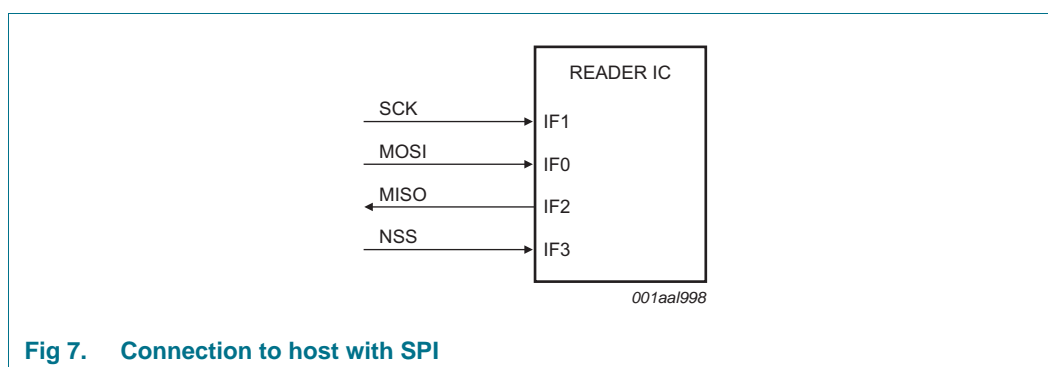 READER IC
SCK
IF1
MOSI
IF0
MISO
IF2
NSS
IF3
001aal998
Fig 7. Connection to host with SPI